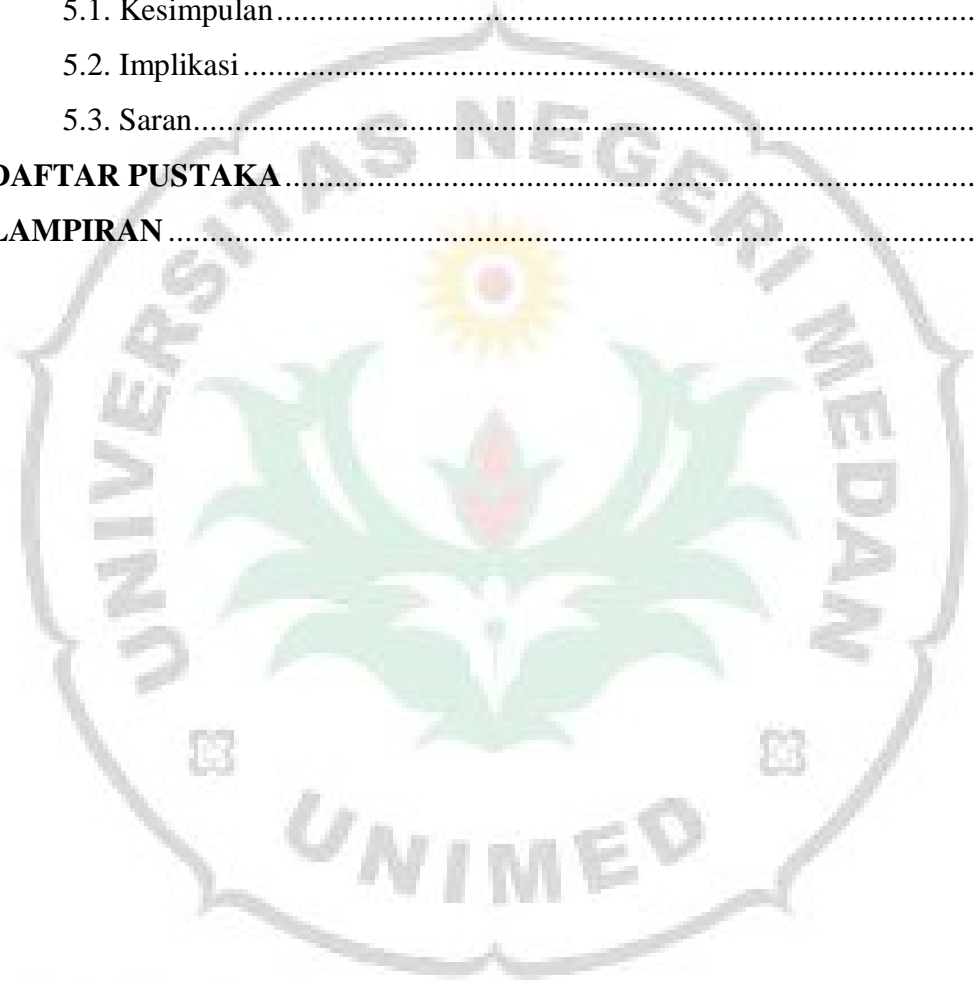 5.1. Kesimpulan
5.2. Implikasi
5.3. Saran
DAFTAR PUSTAKA
LAMPIRAN
UNIVERSITAS NEGERI MEDAN
UNIMED